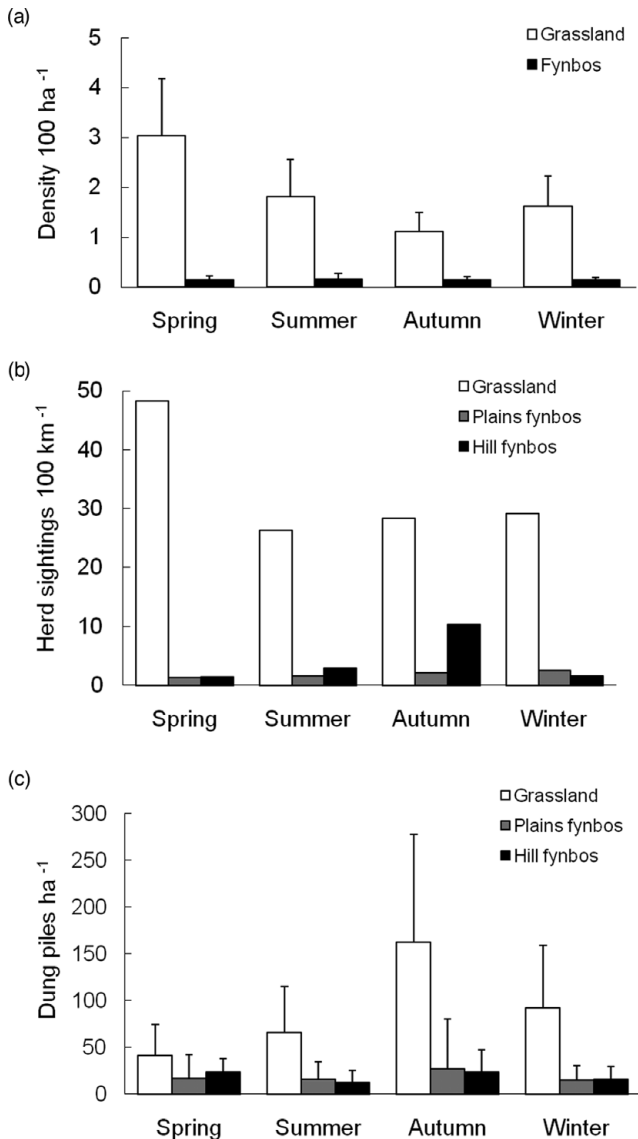 (a)
Density 100 ha -1
5
4
3
2
1
0
Grassland
Fynbos
Spring Summer Autumn Winter
(b)
Herd sightings 100 km -1
50
40
30
20
10
0
Grassland
Plains fynbos
Hill fynbos
Spring Summer Autumn Winter
(c)
Dung piles ha -1
300
250
200
150
100
50
0
Grassland
Plains fynbos
Hill fynbos
Spring Summer Autumn Winter